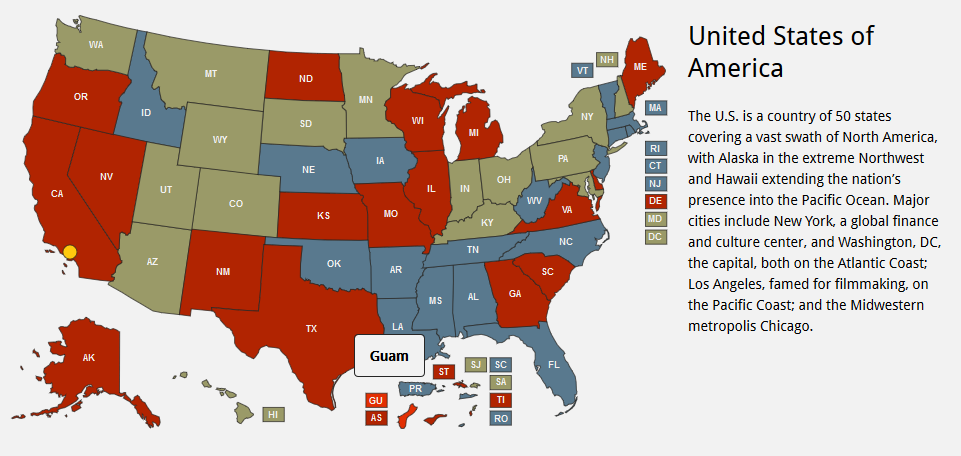 United States of
America
The U.S. is a country of 50 states
covering a vast swath of North America,
with Alaska in the extreme Northwest
and Hawaii extending the nation's
presence into the Pacific Ocean. Major
cities include New York, a global finance
and culture center, and Washington, DC,
the capital, both on the Atlantic Coast;
Los Angeles, famed for filmmaking, on
the Pacific Coast; and the Midwestern
metropolis Chicago.
WA
MT
ND
MN
OR
ID
WY
SD
WI
MI
NY
VT
NH
ME
MA
RI
CT
NJ
DE
MD
DC
CA
NV
UT
CO
NE
IA
IL
IN
OH
PA
WV
VA
KY
KS
MO
AZ
NM
OK
AR
TN
NC
SC
TX
LA
MS
AL
GA
FL
AK
HI
Guam
ST
SJ
SC
SA
PR
GU
TI
AS
RO